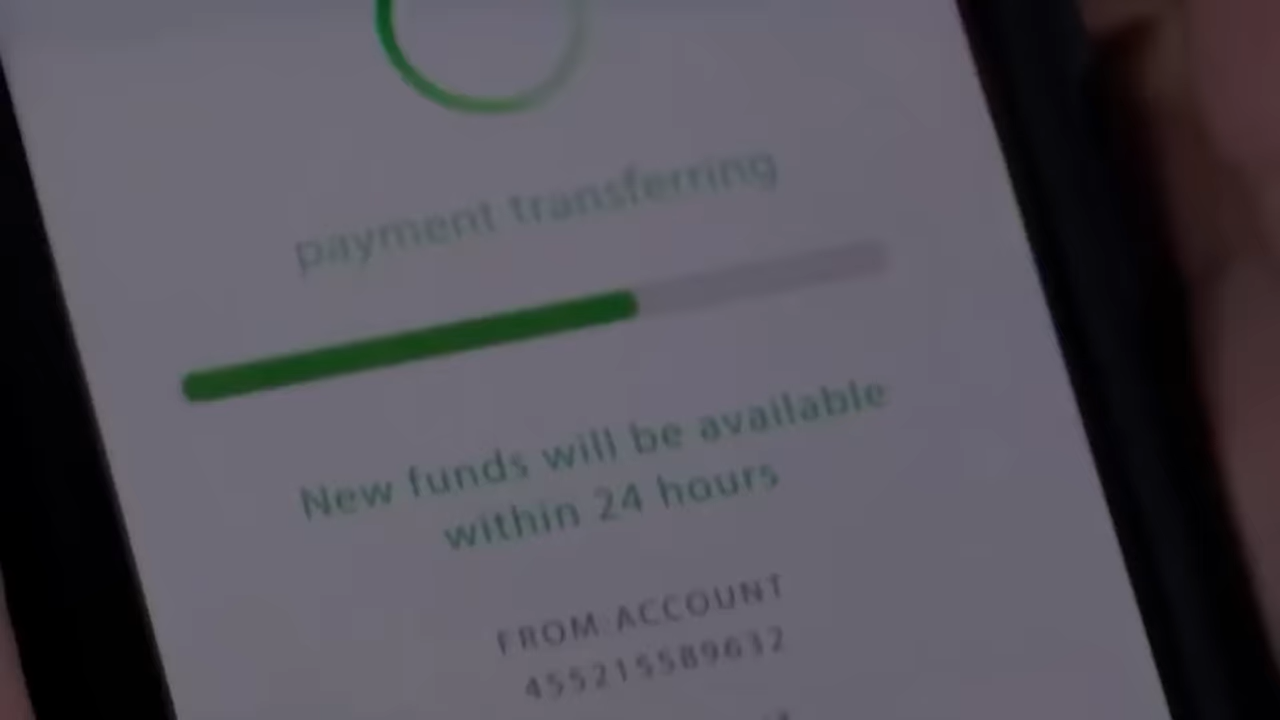 payment transferring
New funds will be available
within 24 hours
FROM ACCOUNT
455215589632